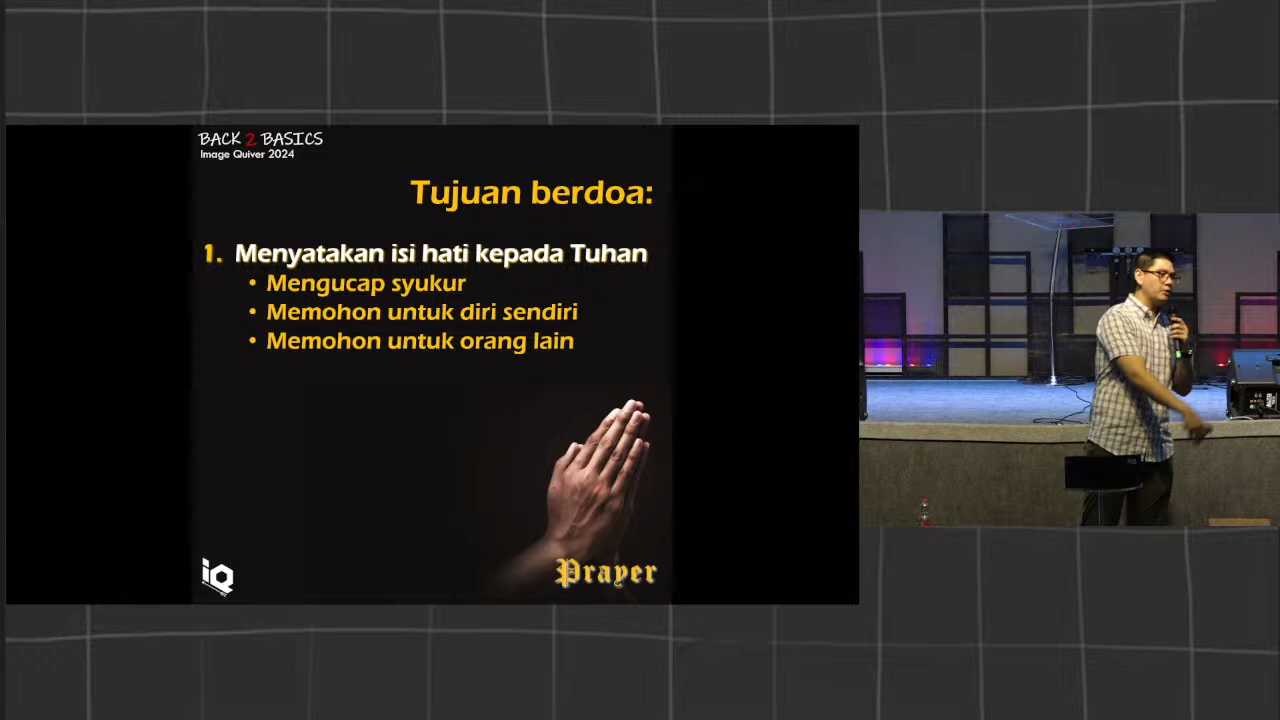 BACK 2 BASICS
Image Quiver 2024
Tujuan berdoa:
1. Menyatakan isi hati kepada Tuhan
• Mengucap syukur
• Memohon untuk diri sendiri
• Memohon untuk orang lain
iQ
Prayer